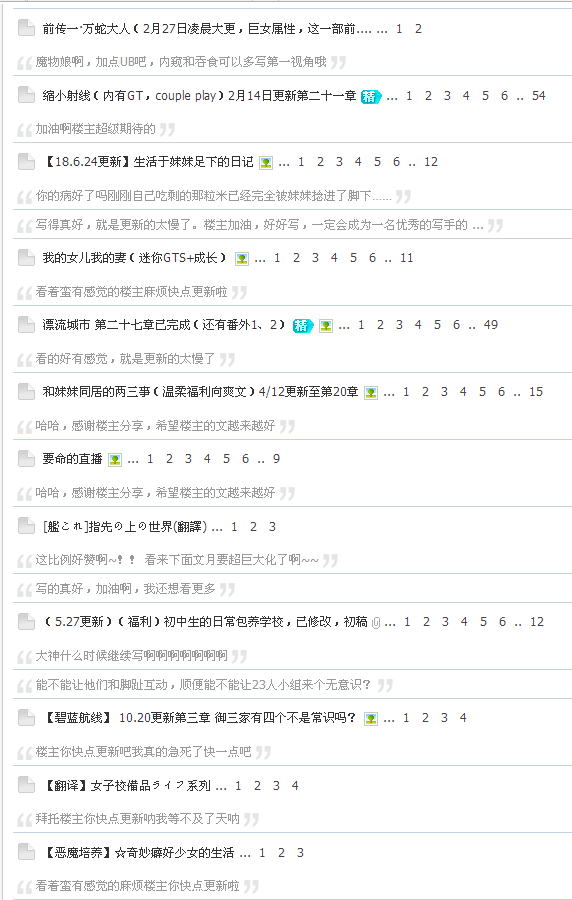 前传一·万蛇大人（2月27日凌晨大更，巨女属性，这一部前.... ... 1 2
魔物娘啊，加点UB吧，内窥和吞食可以多写第一视角哦
缩小射线（内有GT，couple play）2月14日更新第二十一章 精 ... 1 2 3 4 5 6 .. 54
加油啊楼主超级期待的
【18.6.24更新】生活于妹妹足下的日记 ... 1 2 3 4 5 6 .. 12
你的病好了吗刚刚自己吃剩的那粒米已经完全被妹妹捻进了脚下......
写得真好，就是更新的太慢了。楼主加油，好好写，一定会成为一名优秀的写手的 ...
我的女儿我的妻（迷你GTS+成长） ... 1 2 3 4 5 6 .. 11
看着蛮有感觉的楼主麻烦快点更新啦
漂流城市 第二十七章已完成（还有番外1、2） 精 ... 1 2 3 4 5 6 .. 49
看的好有感觉，就是更新的太慢了
和妹妹同居的两三事（温柔福利向爽文）4/12更新至第20章 ... 1 2 3 4 5 6 .. 15
哈哈，感谢楼主分享，希望楼主的文越来越好
要命的直播 ... 1 2 3 4 5 6 .. 9
哈哈，感谢楼主分享，希望楼主的文越来越好
[艦これ]指先の上の世界(翻譯) ... 1 2 3
这比例好赞啊~！！ 看来下面文月要超巨大化了啊~~
写的真好，加油啊，我还想看更多
（5.27更新）（福利）初中生的日常包养学校，已修改，初稿 ... 1 2 3 4 5 6 .. 12
大神什么时候继续写啊啊啊啊啊啊啊
能不能让他们和脚趾互动，顺便能不能让23人小组来个无意识？
【碧蓝航线】 10.20更新第三章 御三家有四个不是常识吗？ ... 1 2 3 4
楼主你快点更新吧我真的急死了快一点吧
【翻译】女子校備品ライフ系列 ... 1 2 3 4
拜托楼主你快点更新呐我等不及了天呐
【恶魔培养】☆奇妙癖好少女的生活 ... 1 2 3
看着蛮有感觉的麻烦楼主你快点更新啦